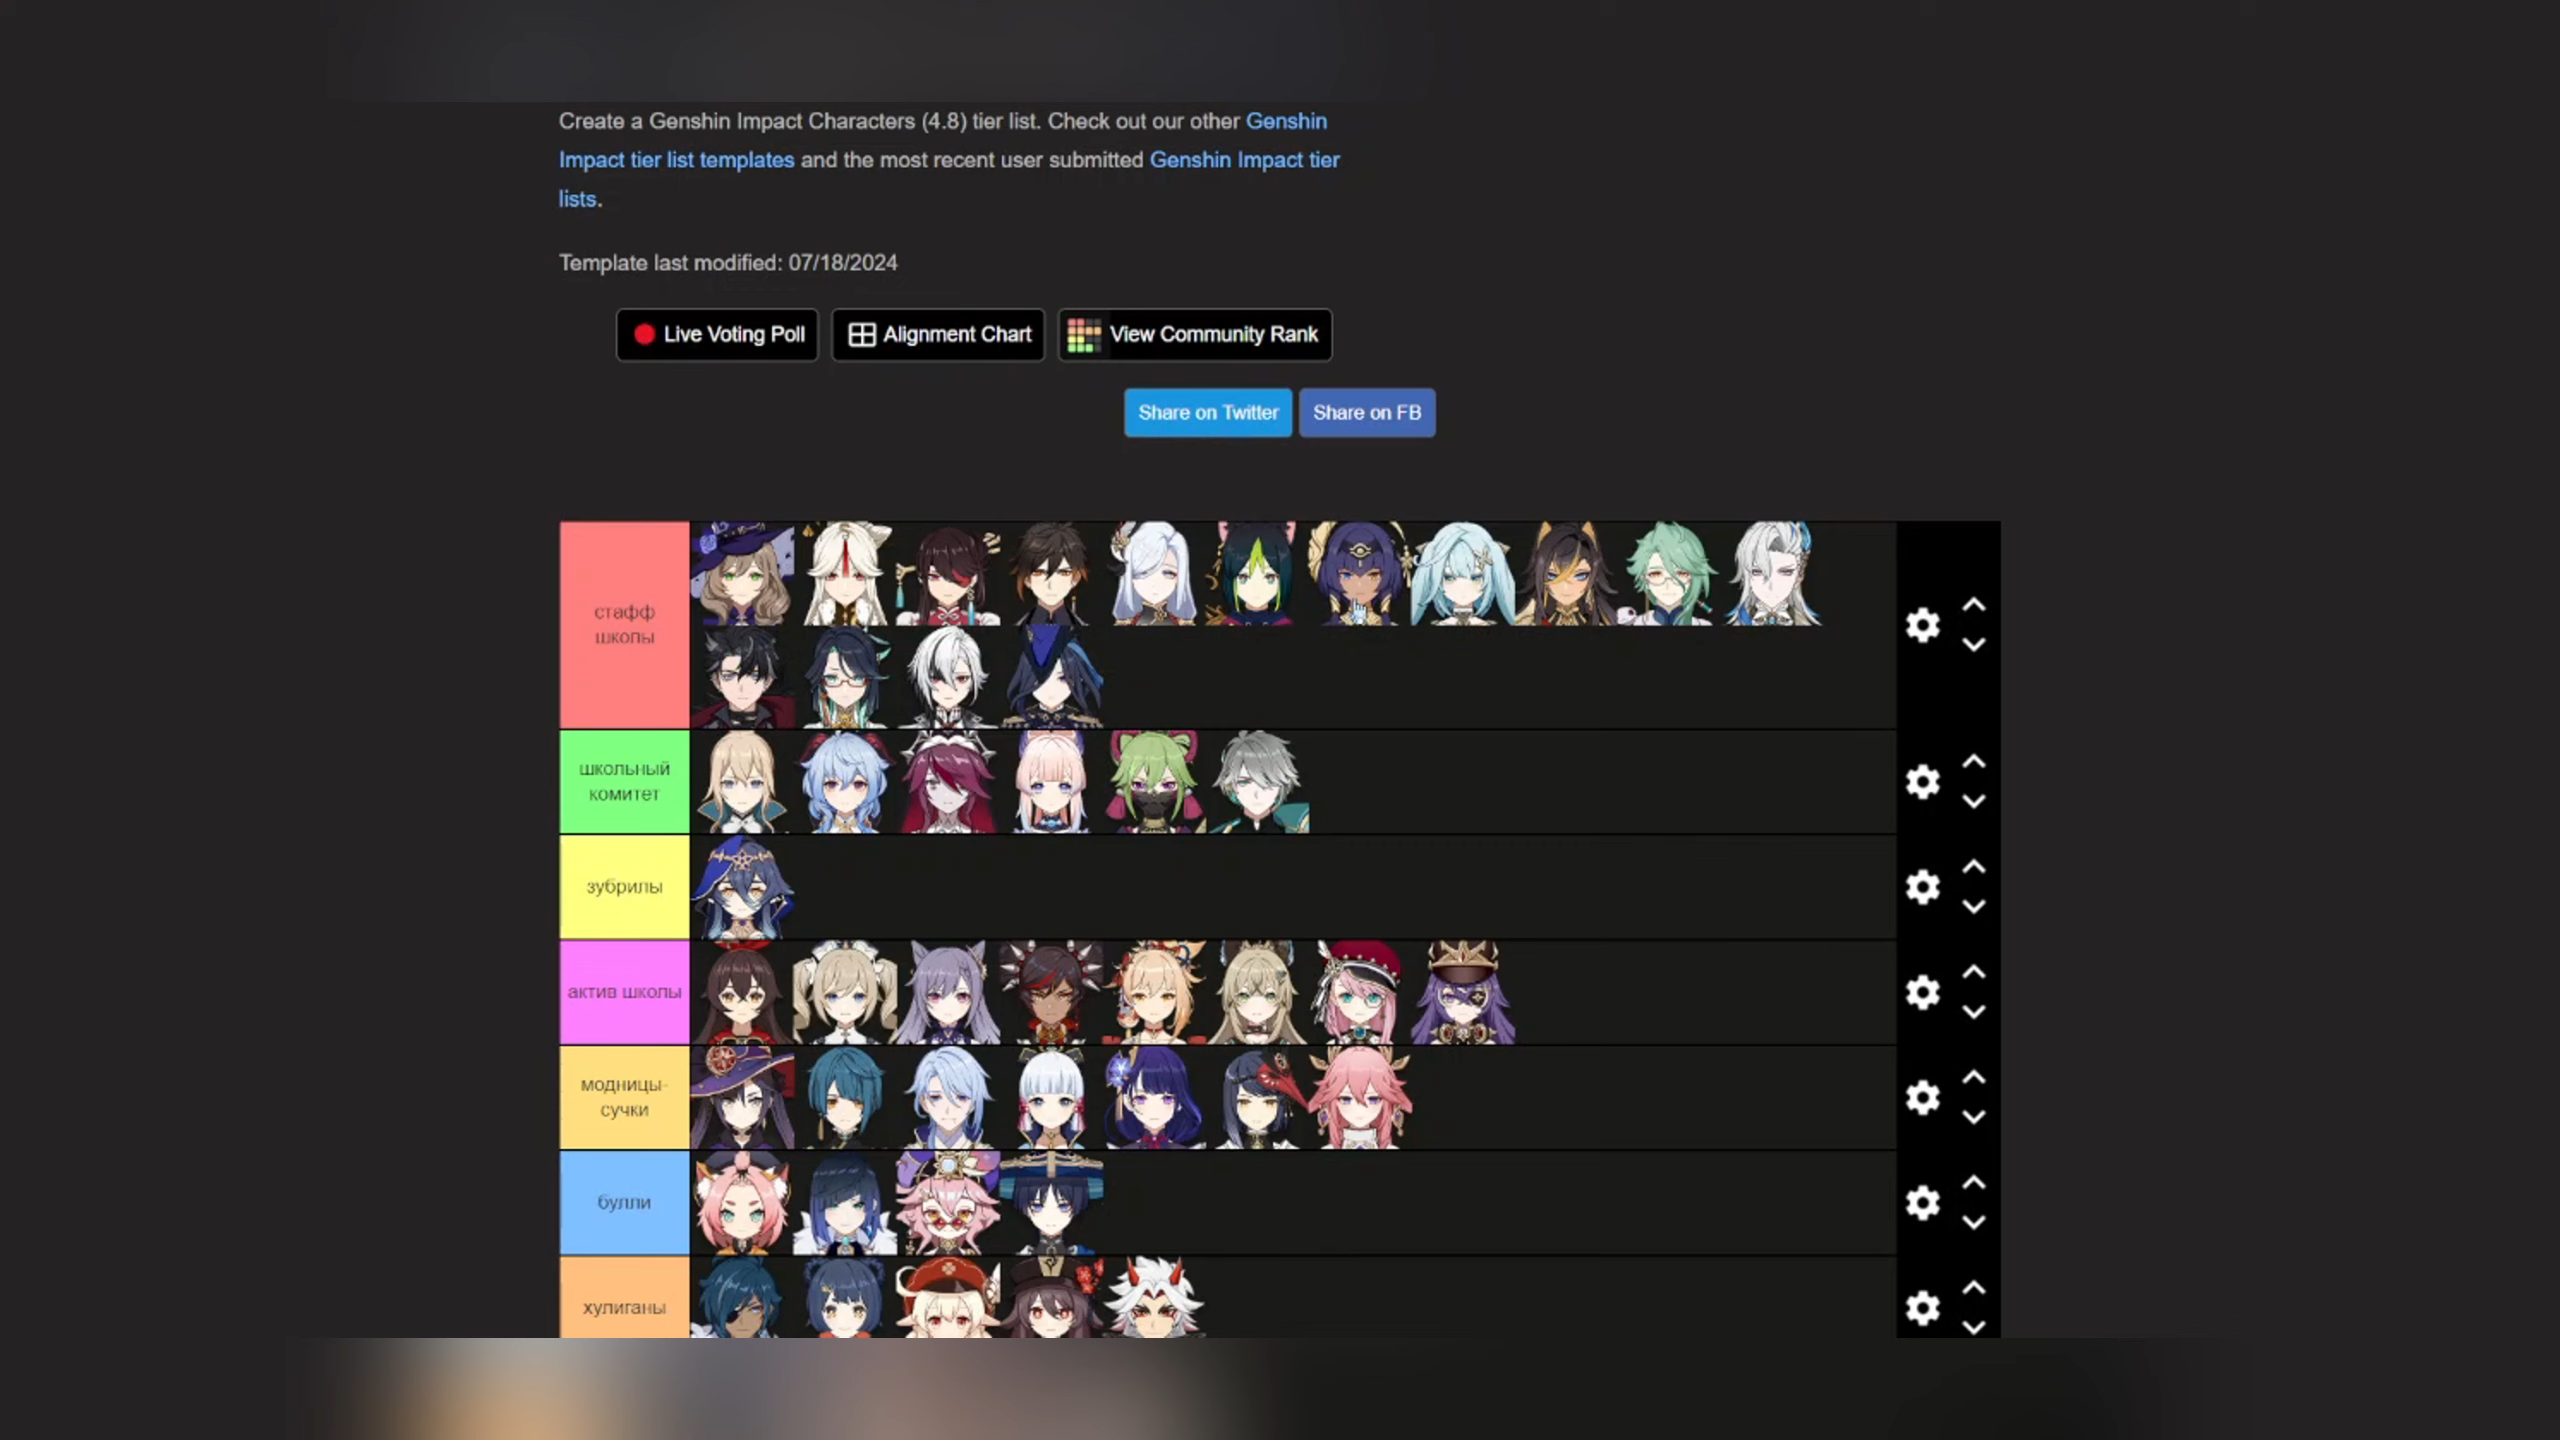 Create a Genshin Impact Characters (4.8) tier list. Check out our other Genshin
Impact tier list templates and the most recent user submitted Genshin Impact tier
lists.
Template last modified: 07/18/2024
Live Voting Poll
Alignment Chart
View Community Rank
Share on Twitter
Share on FB
стафф
школы
школьный
комитет
зубрилы
актив школы
модницы-
сучки
булли
хулиганы